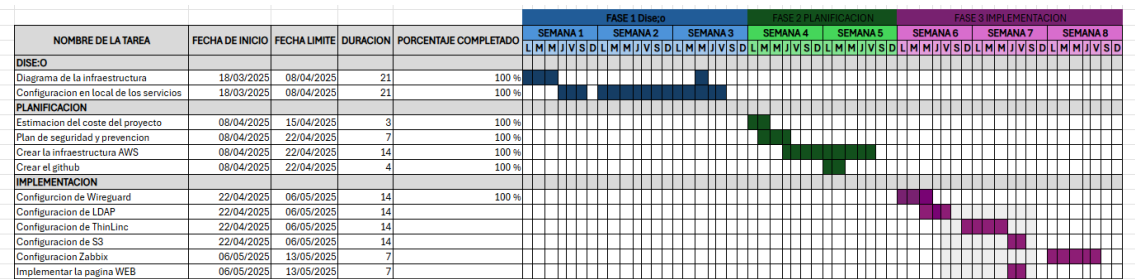 FASE 1 Dise;o FASE 2 PLANIFICACION FASE 3 IMPLEMENTACION
NOMBRE DE LA TAREA FECHA DE INICIO FECHA LIMITE DURACION PORCENTAJE COMPLETADO SEMANA 1 SEMANA 2 SEMANA 3 SEMANA 4 SEMANA 5 SEMANA 6 SEMANA 7 SEMANA 8
L M M J V S D L M M J V S D L M M J V S D L M M J V S D L M M J V S D L M M J V S D L M M J V S D L M M J V S D
DISE:O
Diagrama de la infraestructura 18/03/2025 08/04/2025 21 100 %
Configuracion en local de los servicios 18/03/2025 08/04/2025 21 100 %
PLANIFICACION
Estimacion del coste del proyecto 08/04/2025 15/04/2025 3 100 %
Plan de seguridad y prevencion 08/04/2025 22/04/2025 7 100 %
Crear la infraestructura AWS 08/04/2025 22/04/2025 14 100 %
Crear el github 08/04/2025 22/04/2025 4 100 %
IMPLEMENTACION
Configurcion de Wireguard 22/04/2025 06/05/2025 14 100 %
Configuracion de LDAP 22/04/2025 06/05/2025 14
Configuracion de ThinLinc 22/04/2025 06/05/2025 14
Configuracion de S3 22/04/2025 06/05/2025 14
Configuracion Zabbix 06/05/2025 13/05/2025 7
Implementar la pagina WEB 06/05/2025 13/05/2025 7